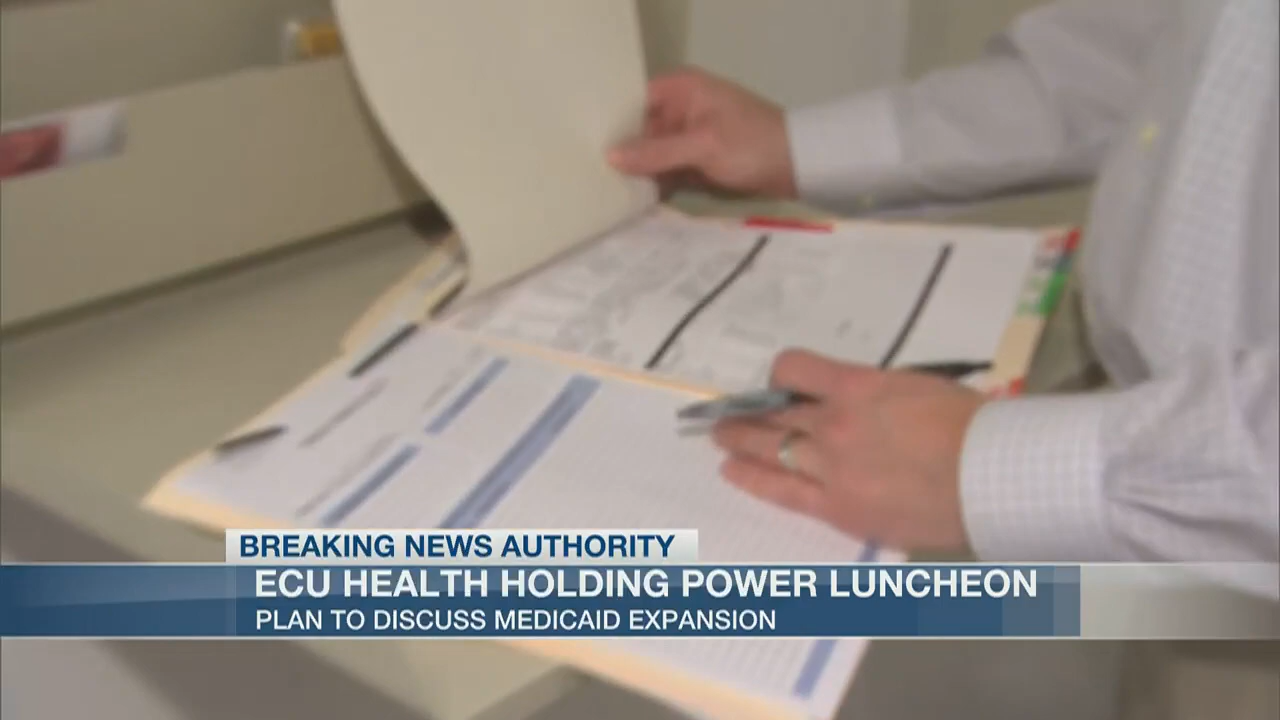 BREAKING NEWS AUTHORITY
ECU HEALTH HOLDING POWER LUNCHEON
PLAN TO DISCUSS MEDICAID EXPANSION